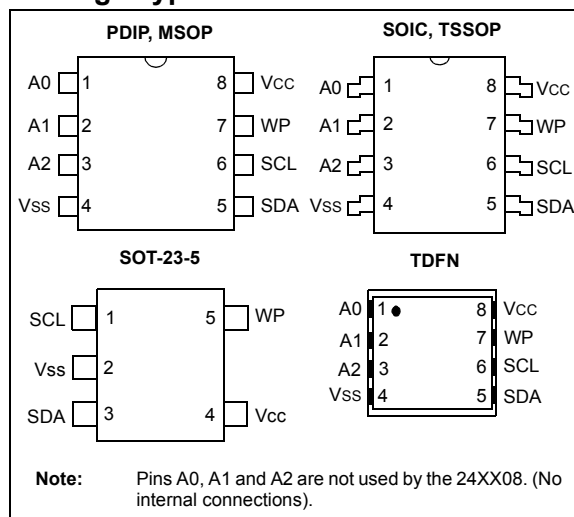 PDIP, MSOP
A0 1 8 VCC
A1 2 7 WP
A2 3 6 SCL
VSS 4 5 SDA
SOIC, TSSOP
A0 1 8 VCC
A1 2 7 WP
A2 3 6 SCL
VSS 4 5 SDA
SOT-23-5
SCL 1 5 WP
Vss 2
SDA 3 4 Vcc
TDFN
A0 1 8 VCC
A1 2 7 WP
A2 3 6 SCL
VSS 4 5 SDA
Note: Pins A0, A1 and A2 are not used by the 24XX08. (No
internal connections).